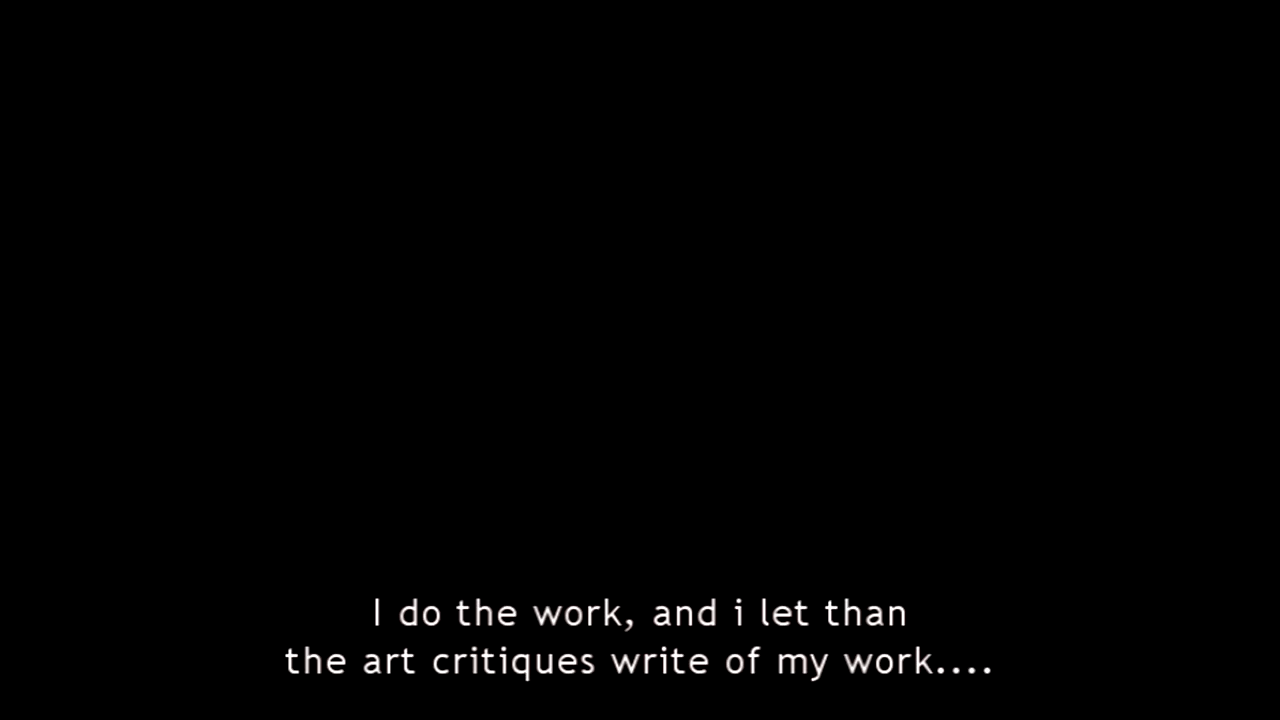 I do the work, and i let than
the art critiques write of my work....